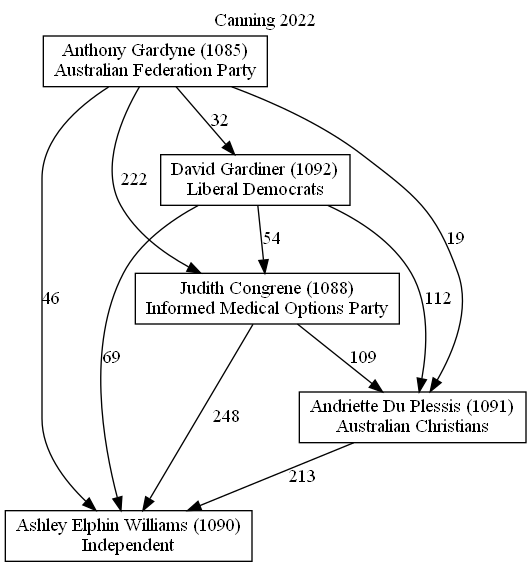 Canning 2022
Anthony Gardyne (1085)
Australian Federation Party
32
David Gardiner (1092)
Liberal Democrats
222
54
19
Judith Congrene (1088)
Informed Medical Options Party
46
112
69
109
Andriette Du Plessis (1091)
Australian Christians
248
213
Ashley Elphin Williams (1090)
Independent